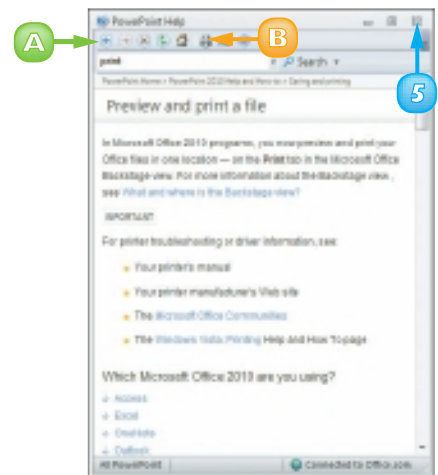 PowerPoint Help
A
B
5
print
Search
PowerPoint Home > PowerPoint 2010 Help and How-to > Saving and printing
Preview and print a file
In Microsoft Office 2010 programs, you now preview and print your
Office files in one location — on the Print tab in the Microsoft Office
Backstage view. For more information about the Backstage view,
see What and where is the Backstage view?
IMPORTANT
For printer troubleshooting or driver information, see:
Your printer's manual
Your printer manufacturer's Web site
The Microsoft Office Communities
The Windows Vista: Printing Help and How To page
Which Microsoft Office 2010 are you using?
Access
Excel
OneNote
Outlook
All PowerPoint
Connected to Office.com